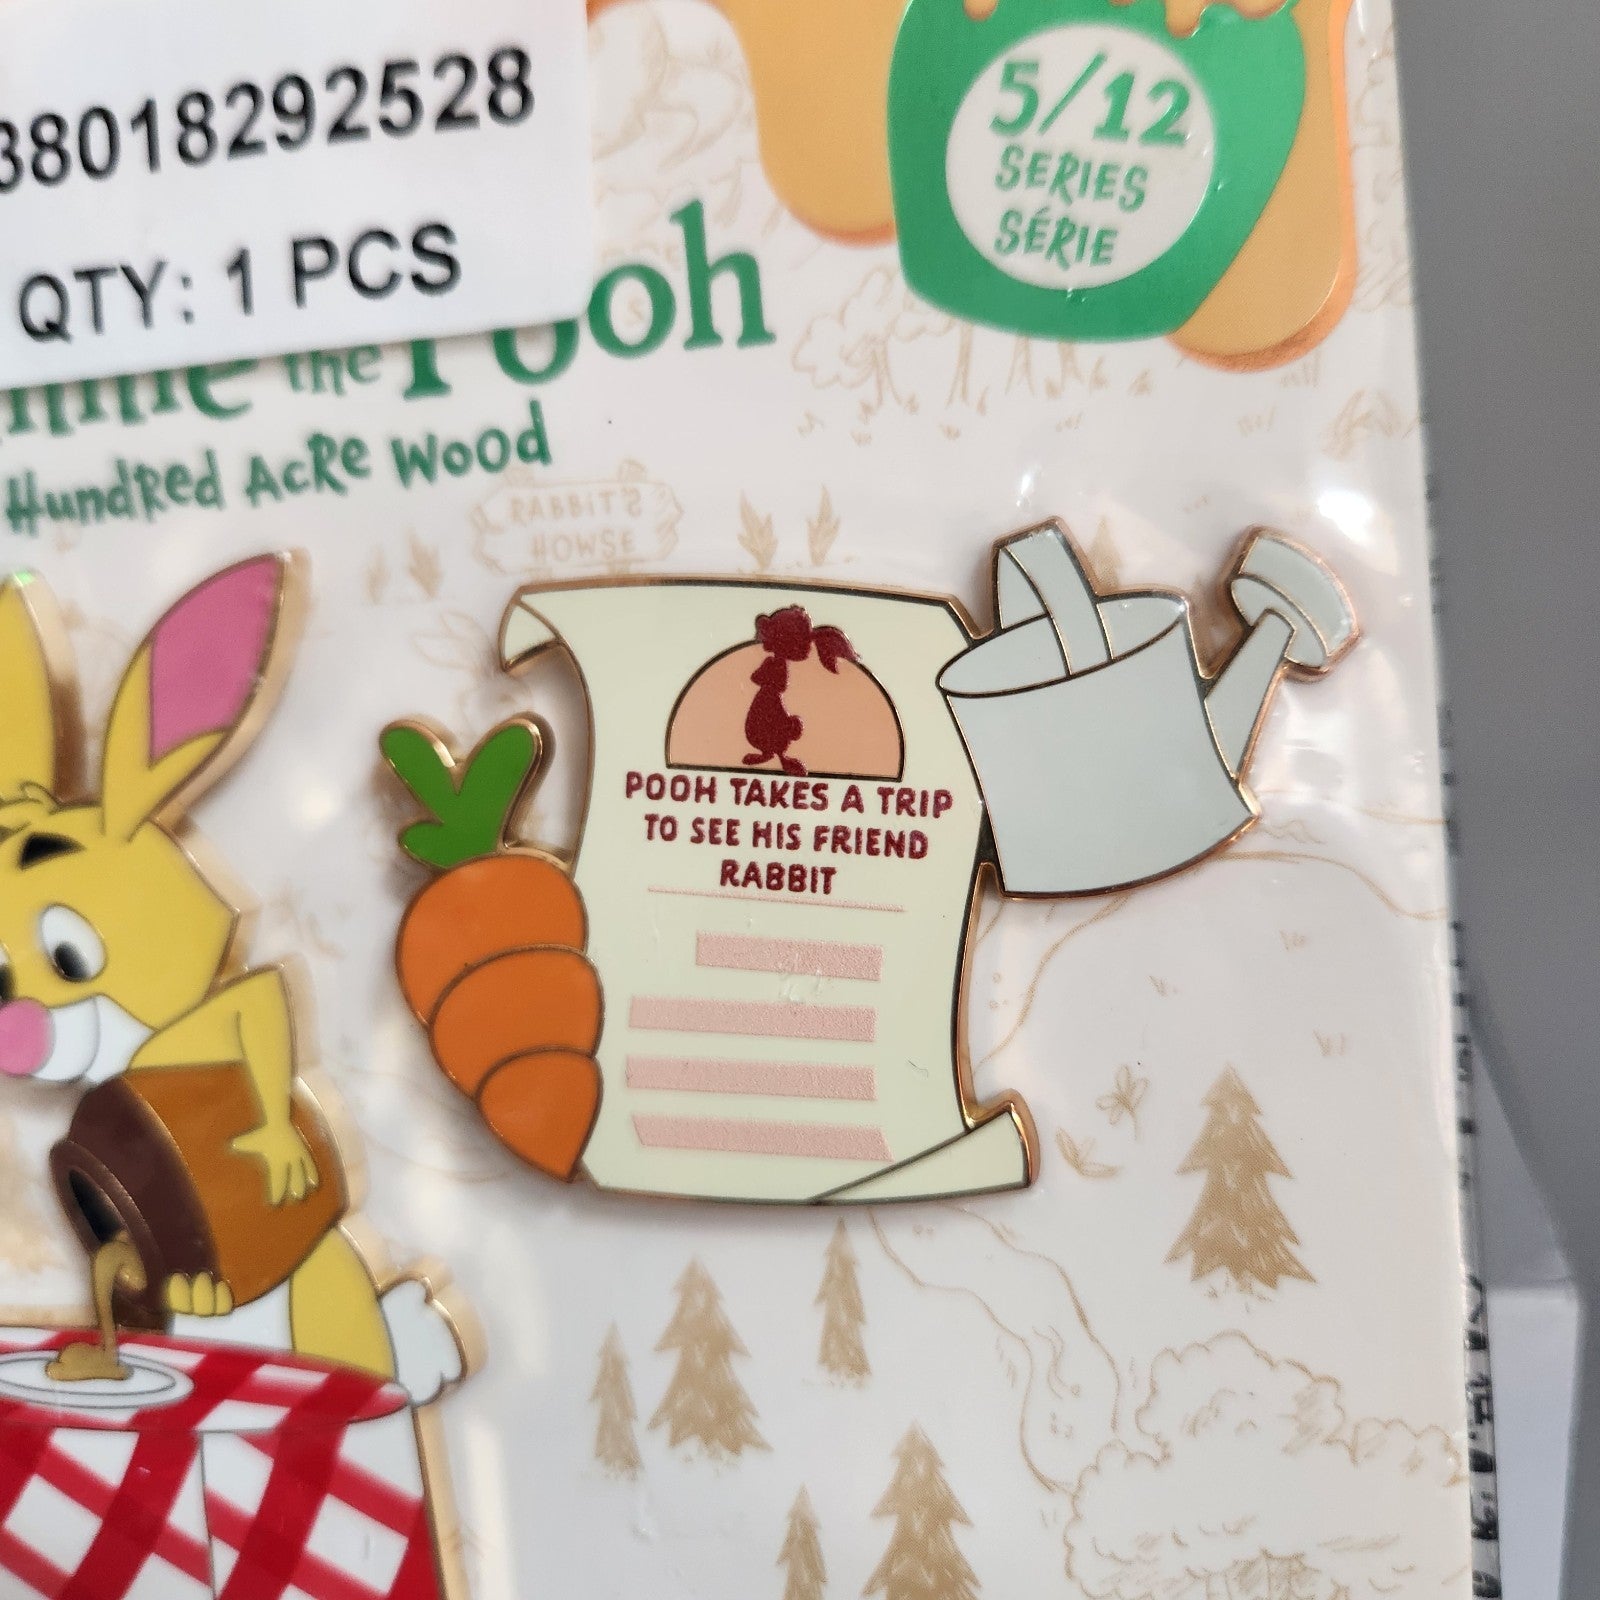 38018292528
QTY: 1 PCS
5/12
SERIES
SÉRIE
the Pooh
Hundred Acre Wood
RABBIT'S
HOWSE
POOH TAKES A TRIP
TO SEE HIS FRIEND
RABBIT